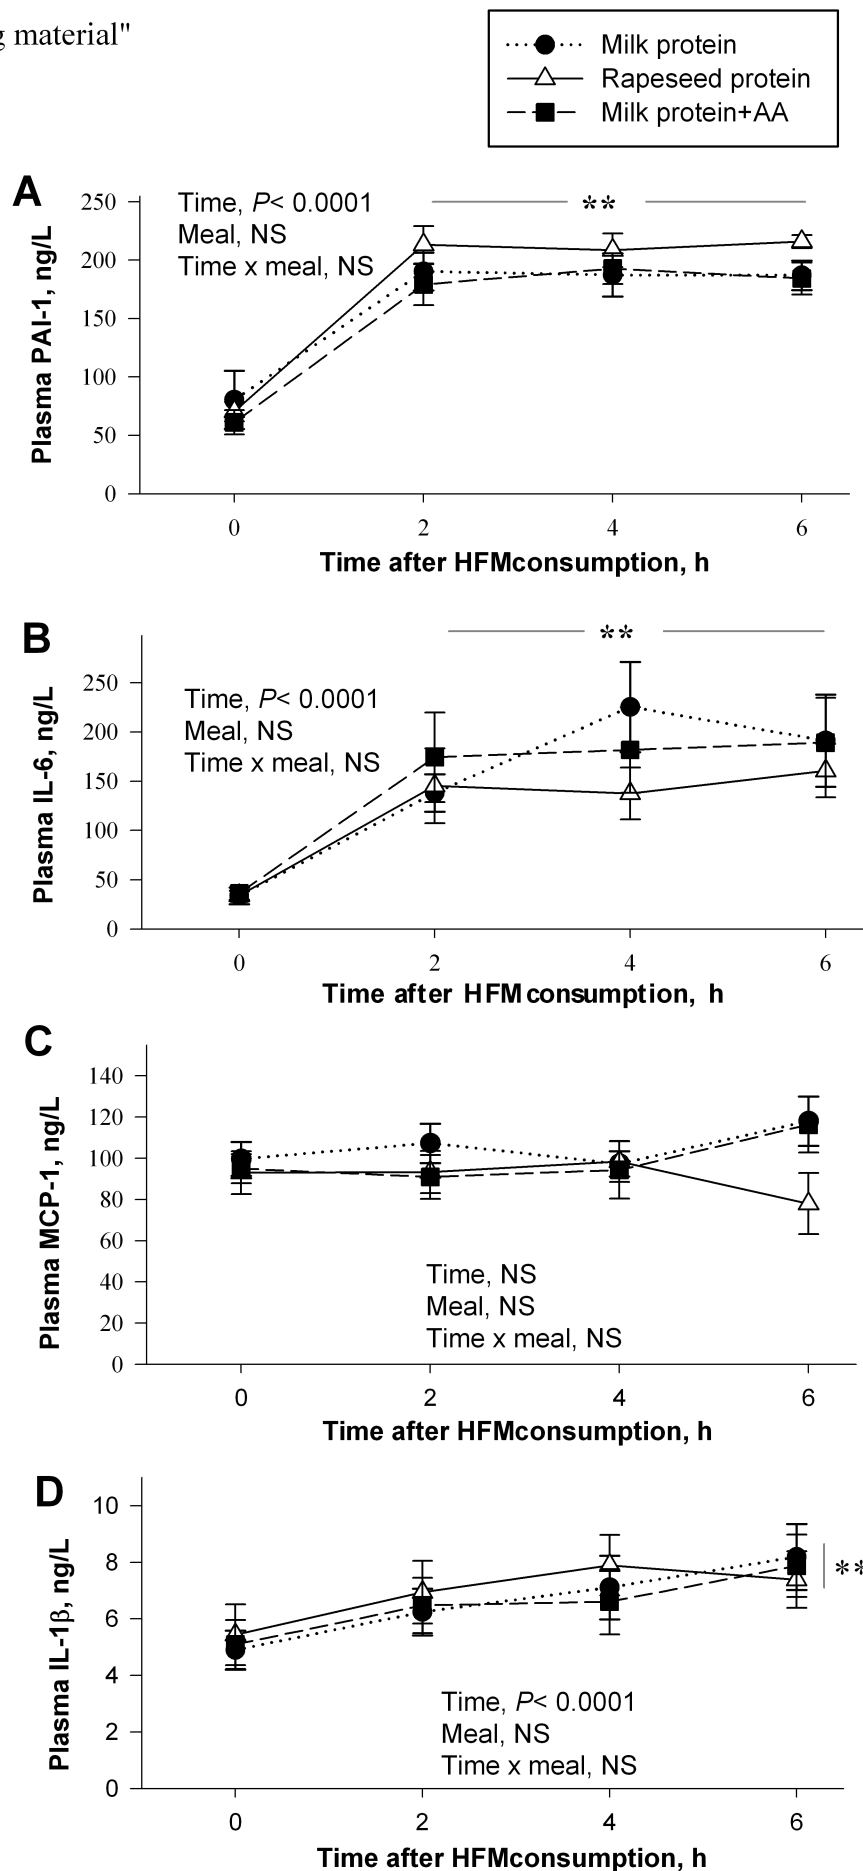 g material"
Milk protein
Rapeseed protein
Milk protein+AA
A
Time, P< 0.0001
Meal, NS
Time x meal, NS
**
Plasma PAI-1, ng/L
250
200
150
100
50
0
0 2 4 6
Time after HFMconsumption, h
B
**
Time, P< 0.0001
Meal, NS
Time x meal, NS
Plasma IL-6, ng/L
250
200
150
100
50
0
0 2 4 6
Time after HFMconsumption, h
C
Plasma MCP-1, ng/L
140
120
100
80
60
40
20
0
Time, NS
Meal, NS
Time x meal, NS
0 2 4 6
Time after HFMconsumption, h
D
Plasma IL-1β, ng/L
10
8
6
4
2
0
**
Time, P< 0.0001
Meal, NS
Time x meal, NS
0 2 4 6
Time after HFMconsumption, h